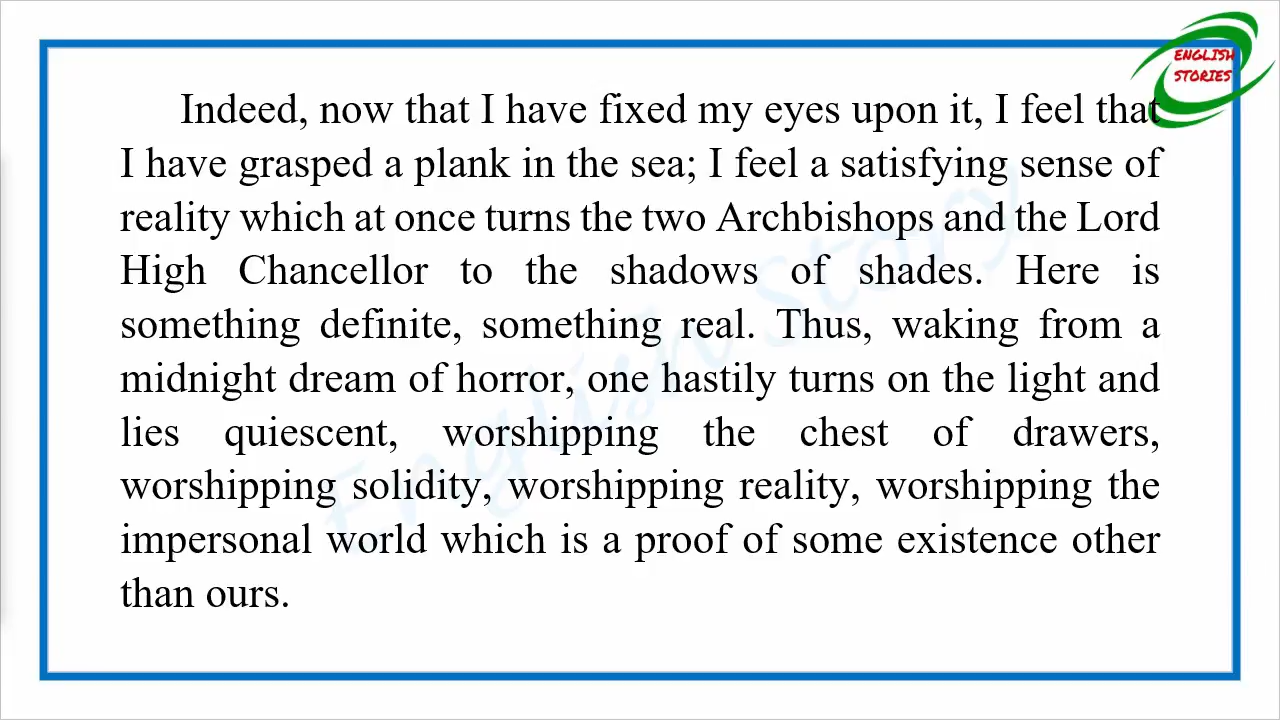 ENGLISH
STORIES
Indeed, now that I have fixed my eyes upon it, I feel that
I have grasped a plank in the sea; I feel a satisfying sense of
reality which at once turns the two Archbishops and the Lord
High Chancellor to the shadows of shades. Here is
something definite, something real. Thus, waking from a
midnight dream of horror, one hastily turns on the light and
lies quiescent, worshipping the chest of drawers,
worshipping solidity, worshipping reality, worshipping the
impersonal world which is a proof of some existence other
than ours.
English Story